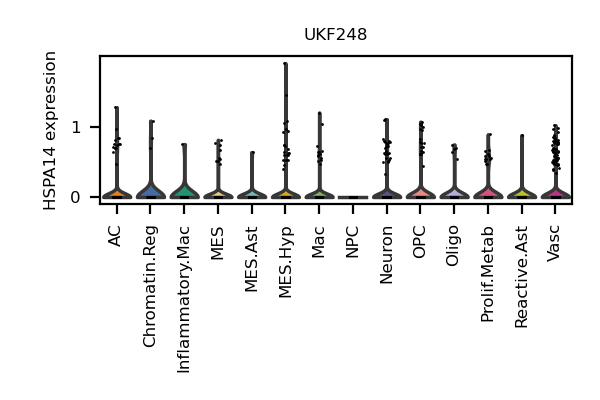 UKF248
HSPA14 expression
1
0
AC
Chromatin.Reg
Inflammatory.Mac
MES
MES.Ast
MES.Hyp
Mac
NPC
Neuron
OPC
Oligo
Prolif.Metab
Reactive.Ast
Vasc